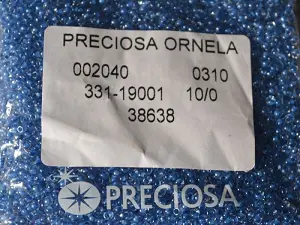 PRECIOSA ORNELA
002040 0310
331-19001 10/0
38638
PRECIOSA